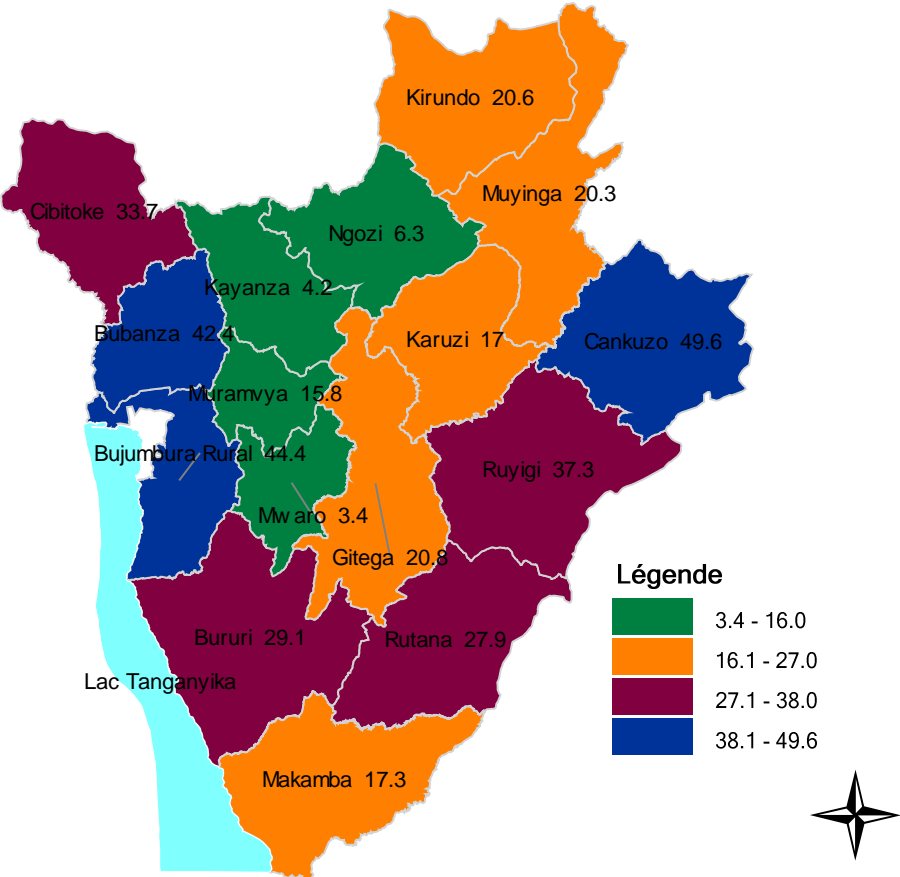 Kirundo 20.6
Muyinga 20.3
Cibitoke 33.7
Ngozi 6.3
Kayanza 4.2
Bubanza 42.4
Karuzi 17
Cankuzo 49.6
Muramvya 15.8
Bujumbura Rural 44.4
Ruyigi 37.3
Mwaro 3.4
Gitega 20.8
Bururi 29.1
Rutana 27.9
Lac Tanganyika
Makamba 17.3
Légende
3.4 - 16.0
16.1 - 27.0
27.1 - 38.0
38.1 - 49.6